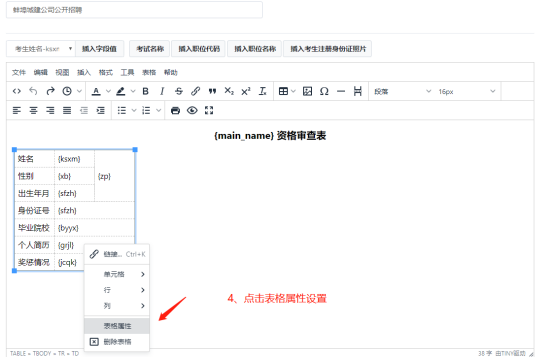 蚌埠城建公司公开招聘
考生姓名-ksxm 插入字段值 考试名称 插入职位代码 插入职位名称 插入考生注册身份证照片
文件 编辑 视图 插入 格式 工具 表格 帮助
段落 16px
{main_name} 资格审查表
姓名 {ksxm}
性别 {xb} {zp}
出生年月 {sfzh}
身份证号 {sfzh}
毕业院校 {byyx}
个人简历 {grjl}
奖惩情况 {jcqk}
链接... Ctrl+K
单元格
行
列
表格属性
删除表格
4、点击表格属性设置
TABLE » TBODY » TR » TD 38 字 由TINY驱动